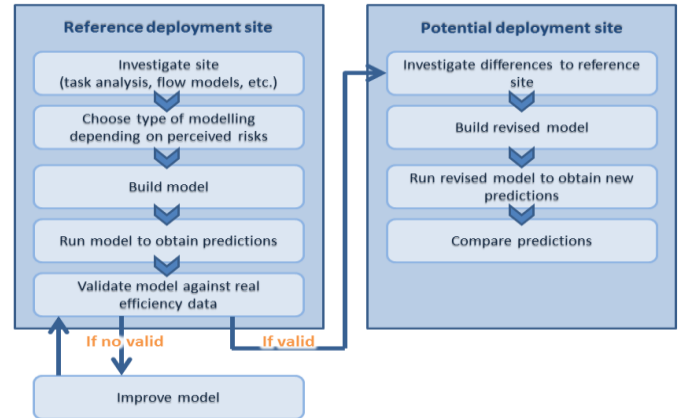 Reference deployment site
Investigate site
(task analysis, flow models, etc.)
Choose type of modelling
depending on perceived risks
Build model
Run model to obtain predictions
Validate model against real
efficiency data
If no valid
If valid
Improve model
Potential deployment site
Investigate differences to reference
site
Build revised model
Run revised model to obtain new
predictions
Compare predictions